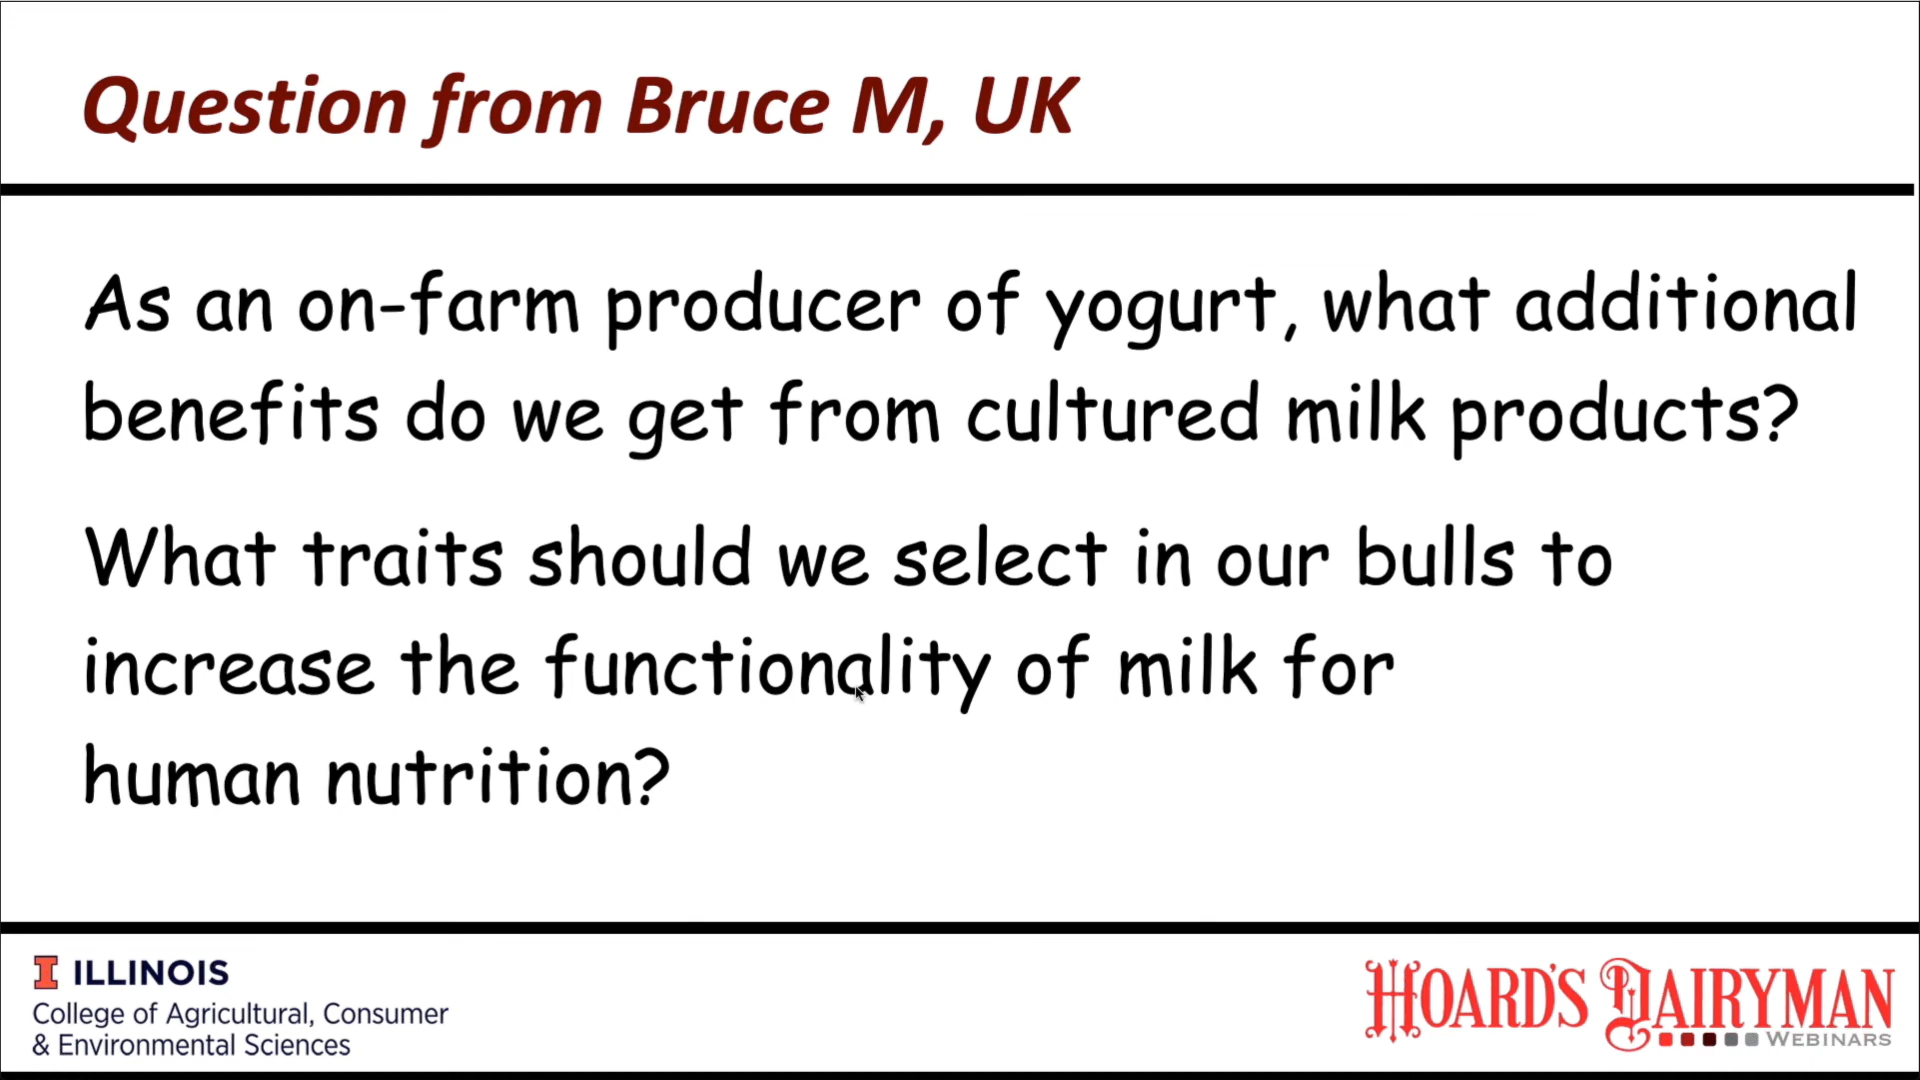 Question from Bruce M, UK
As an on-farm producer of yogurt, what additional
benefits do we get from cultured milk products?
What traits should we select in our bulls to
increase the functionality of milk for
human nutrition?
I ILLINOIS
College of Agricultural, Consumer
& Environmental Sciences
HOARD'S DAIRYMAN
WEBINARS